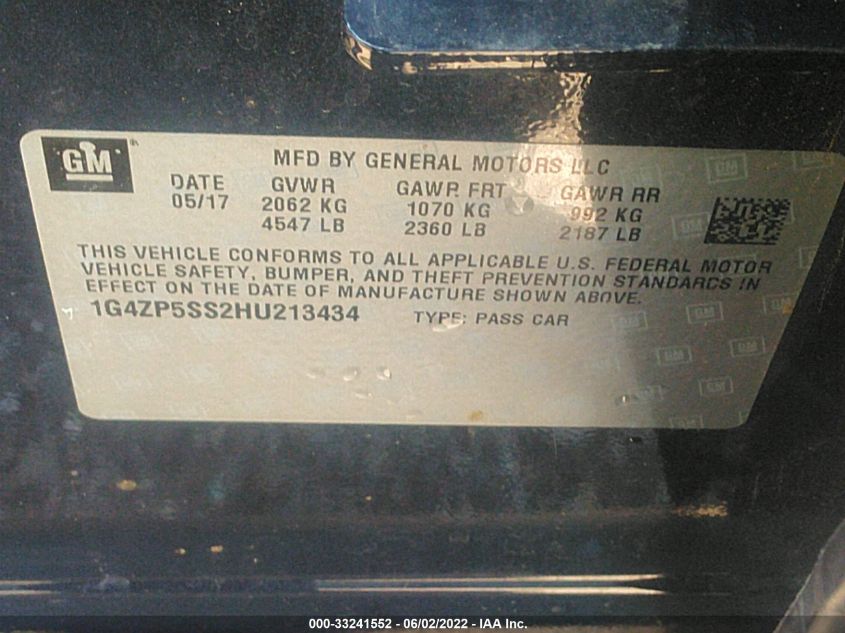 GM
MFD BY GENERAL MOTORS LLC
DATE GVWR GAWR FRT GAWR RR
05/17 2062 KG 1070 KG 992 KG
4547 LB 2360 LB 2187 LB
THIS VEHICLE CONFORMS TO ALL APPLICABLE U.S. FEDERAL MOTOR
VEHICLE SAFETY, BUMPER, AND THEFT PREVENTION STANDARDS IN
EFFECT ON THE DATE OF MANUFACTURE SHOWN ABOVE.
1G4ZP5SS2HU213434 TYPE: PASS CAR
000-33241552 - 06/02/2022 - IAA Inc.